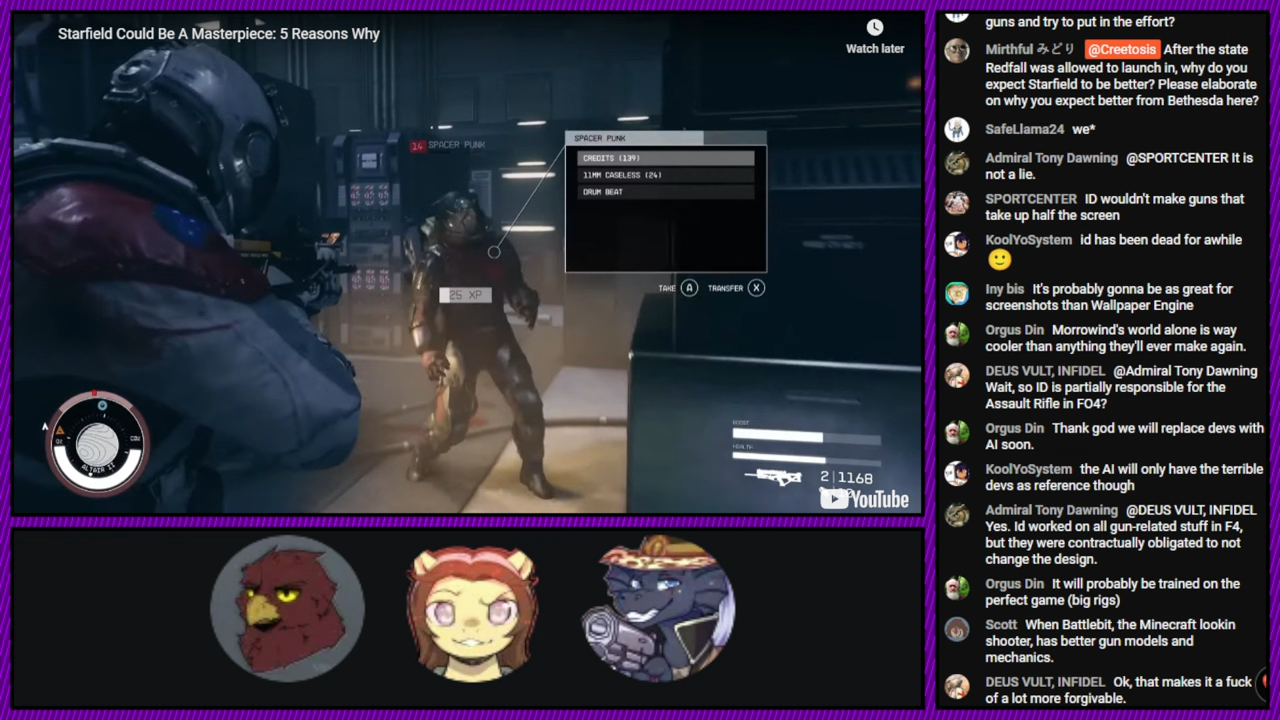 Starfield Could Be A Masterpiece: 5 Reasons Why
Watch later
14 SPACER PUNK
SPACER PUNK
CREDITS (139)
11MM CASELESS (24)
DRUM BEAT
TAKE A TRANSFER X
25 XP
O2
CO2
ALTAIR II
BOOST
HEALTH
2|1168
YouTube
guns and try to put in the effort?
Mirthful みどり @Creetosis After the state
Redfall was allowed to launch in, why do you
expect Starfield to be better? Please elaborate
on why you expect better from Bethesda here?
SafeLlama24 we*
Admiral Tony Dawning @SPORTCENTER It is
not a lie.
SPORTCENTER ID wouldn't make guns that
take up half the screen
KoolYoSystem id has been dead for awhile
🙂
Iny bis It's probably gonna be as great for
screenshots than Wallpaper Engine
Orgus Din Morrowind's world alone is way
cooler than anything they'll ever make again.
DEUS VULT, INFIDEL @Admiral Tony Dawning
Wait, so ID is partially responsible for the
Assault Rifle in FO4?
Orgus Din Thank god we will replace devs with
AI soon.
KoolYoSystem the AI will only have the terrible
devs as reference though
Admiral Tony Dawning @DEUS VULT, INFIDEL
Yes. Id worked on all gun-related stuff in F4,
but they were contractually obligated to not
change the design.
Orgus Din It will probably be trained on the
perfect game (big rigs)
Scott When Battlebit, the Minecraft lookin
shooter, has better gun models and
mechanics.
DEUS VULT, INFIDEL Ok, that makes it a fuck
of a lot more forgivable.